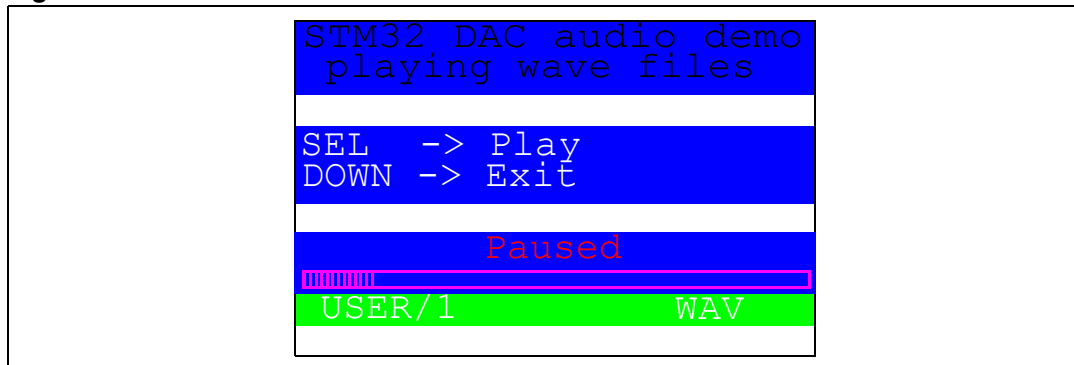 STM32 DAC audio demo
playing wave files
SEL -> Play
DOWN -> Exit
Paused
USER/1 WAV